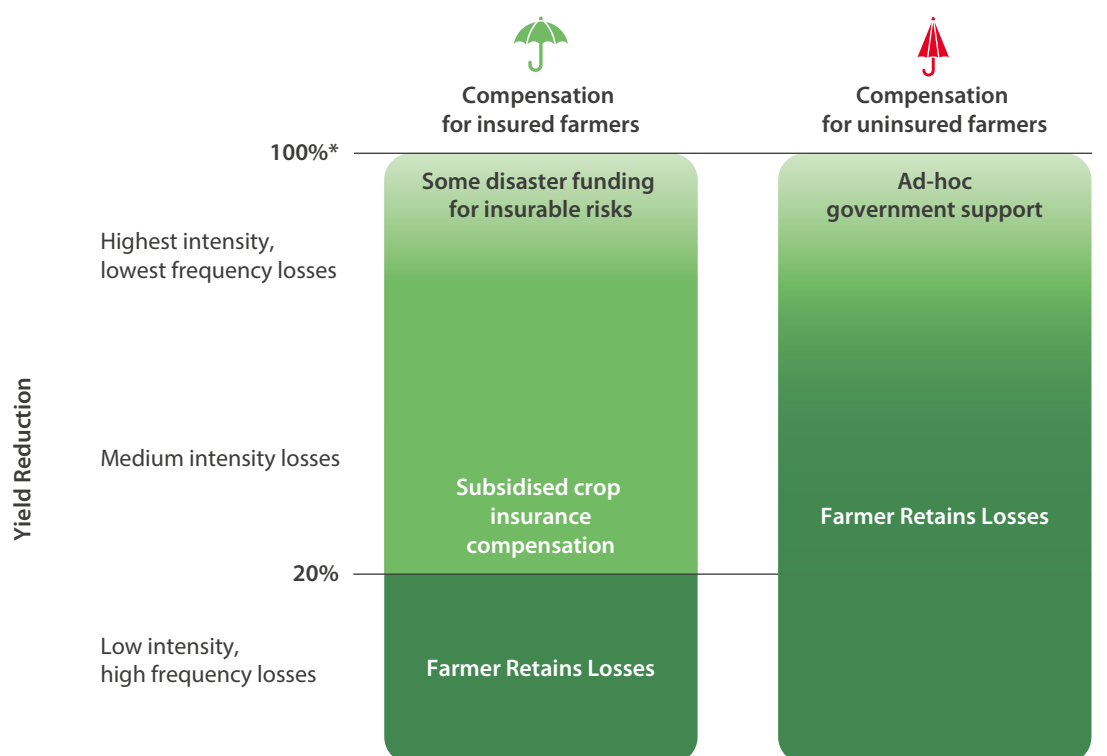 Compensation
for insured farmers
Compensation
for uninsured farmers
100%*
Some disaster funding
for insurable risks
Ad-hoc
government support
Highest intensity,
lowest frequency losses
Yield Reduction
Medium intensity losses
Subsidised crop
insurance
compensation
Farmer Retains Losses
20%
Low intensity,
high frequency losses
Farmer Retains Losses